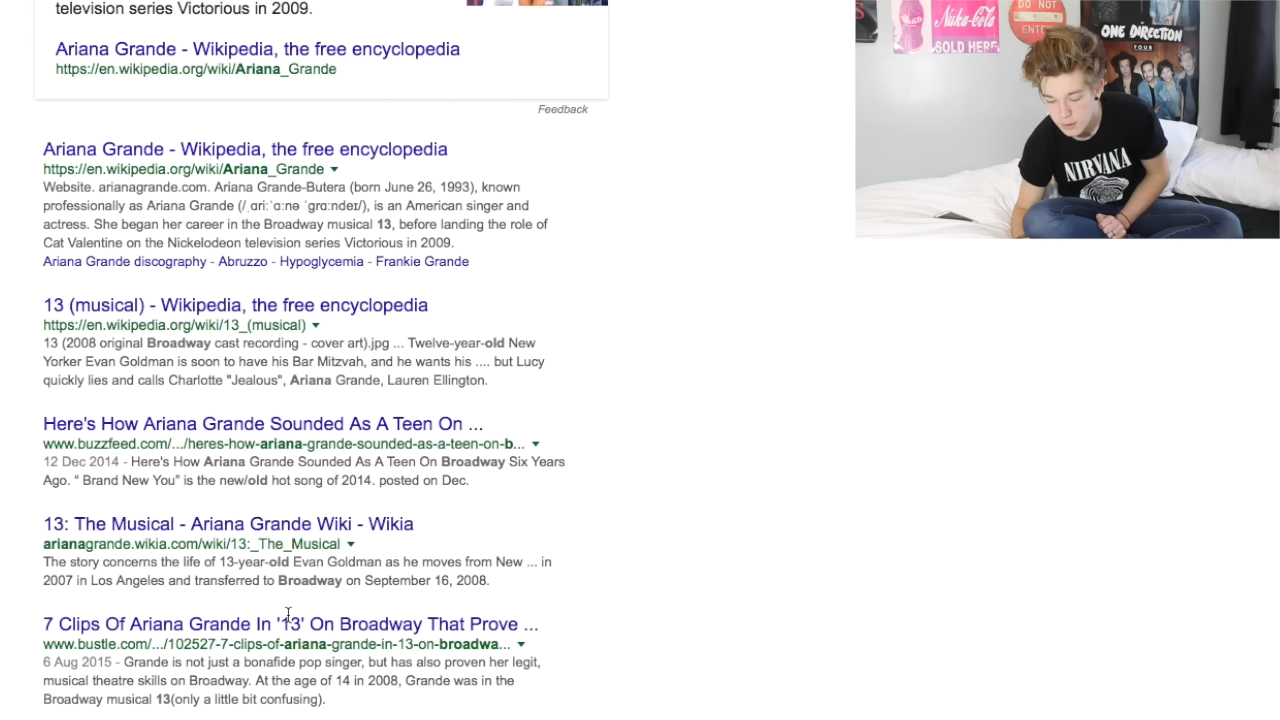 television series Victorious in 2009.
Ariana Grande - Wikipedia, the free encyclopedia
https://en.wikipedia.org/wiki/Ariana_Grande
Feedback
Ariana Grande - Wikipedia, the free encyclopedia
https://en.wikipedia.org/wiki/Ariana_Grande
Website. arianagrande.com. Ariana Grande-Butera (born June 26, 1993), known
professionally as Ariana Grande (/ˌɑriːˈɑːnə ˈɡrɑːndeɪ/), is an American singer and
actress. She began her career in the Broadway musical 13, before landing the role of
Cat Valentine on the Nickelodeon television series Victorious in 2009.
Ariana Grande discography - Abruzzo - Hypoglycemia - Frankie Grande
13 (musical) - Wikipedia, the free encyclopedia
https://en.wikipedia.org/wiki/13_(musical)
13 (2008 original Broadway cast recording - cover art).jpg ... Twelve-year-old New
Yorker Evan Goldman is soon to have his Bar Mitzvah, and he wants his .... but Lucy
quickly lies and calls Charlotte "Jealous", Ariana Grande, Lauren Ellington.
Here's How Ariana Grande Sounded As A Teen On ...
www.buzzfeed.com/.../heres-how-ariana-grande-sounded-as-a-teen-on-b...
12 Dec 2014 - Here's How Ariana Grande Sounded As A Teen On Broadway Six Years
Ago. “ Brand New You” is the new/old hot song of 2014. posted on Dec.
13: The Musical - Ariana Grande Wiki - Wikia
arianagrande.wikia.com/wiki/13:_The_Musical
The story concerns the life of 13-year-old Evan Goldman as he moves from New ... in
2007 in Los Angeles and transferred to Broadway on September 16, 2008.
7 Clips Of Ariana Grande In '13' On Broadway That Prove ...
www.bustle.com/.../102527-7-clips-of-ariana-grande-in-13-on-broadwa...
6 Aug 2015 - Grande is not just a bonafide pop singer, but has also proven her legit,
musical theatre skills on Broadway. At the age of 14 in 2008, Grande was in the
Broadway musical 13(only a little bit confusing).
Nuka-Cola
SOLD HERE
DO NOT
ENTER
ONE DIRECTION
FOUR
NIRVANA